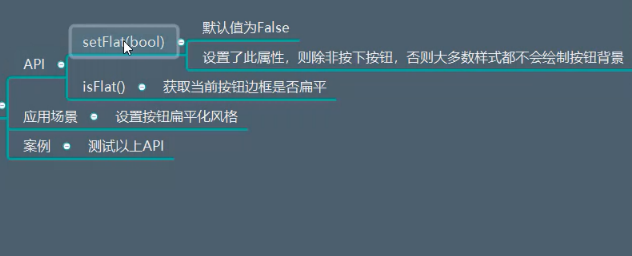 默认值为False
setFlat(bool)
设置了此属性，则除非按下按钮，否则大多数样式都不会绘制按钮背景
API
isFlat()
获取当前按钮边框是否扁平
应用场景
设置按钮扁平化风格
案例
测试以上API